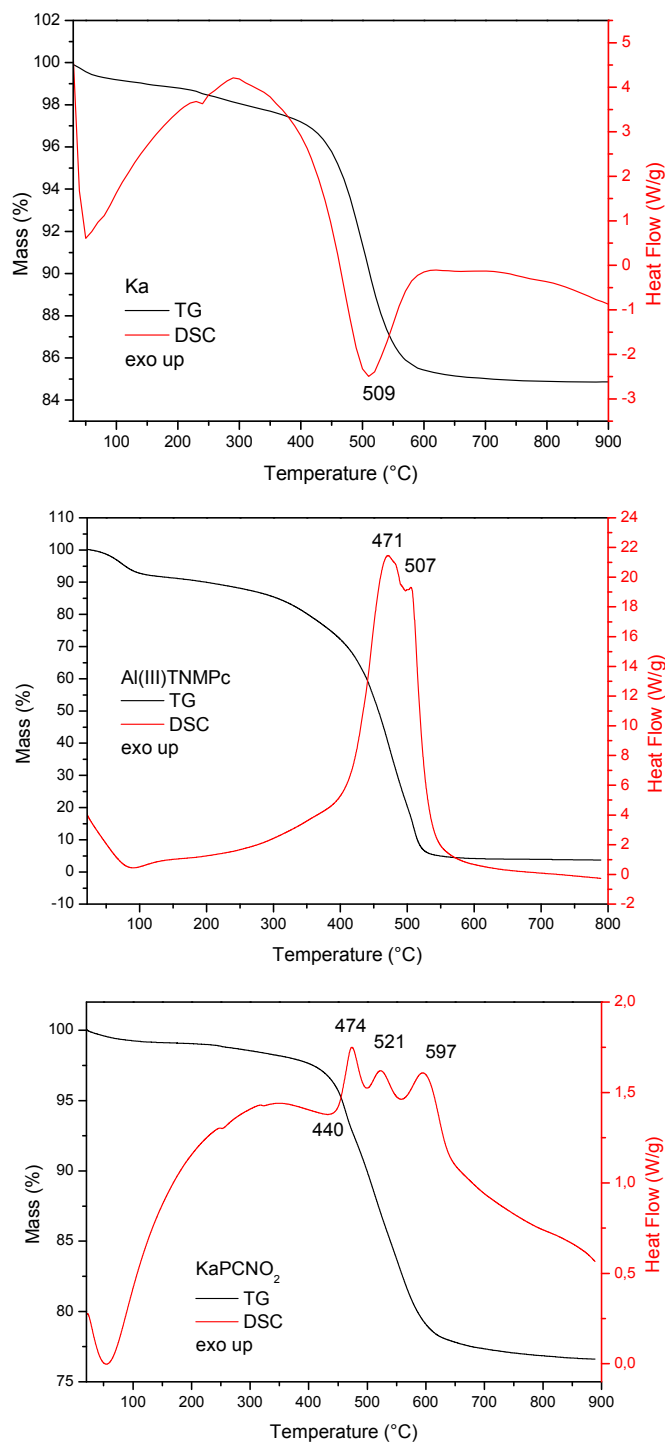 102
100
98
96
94
92
90
88
86
84
Mass (%)
5
4
3
2
1
0
-1
-2
-3
Heat Flow (W/g)
Ka
TG
DSC
exo up
509
100 200 300 400 500 600 700 800 900
Temperature (°C)
110
100
90
80
70
60
50
40
30
20
10
0
-10
Mass (%)
24
22
20
18
16
14
12
10
8
6
4
2
0
-2
Heat Flow (W/g)
471
507
Al(III)TNMPc
TG
DSC
exo up
100 200 300 400 500 600 700 800
Temperature (°C)
100
95
90
85
80
75
Mass (%)
2,0
1,5
1,0
0,5
0,0
Heat Flow (W/g)
474
521
597
440
KaPCNO₂
TG
DSC
exo up
100 200 300 400 500 600 700 800 900
Temperature (°C)